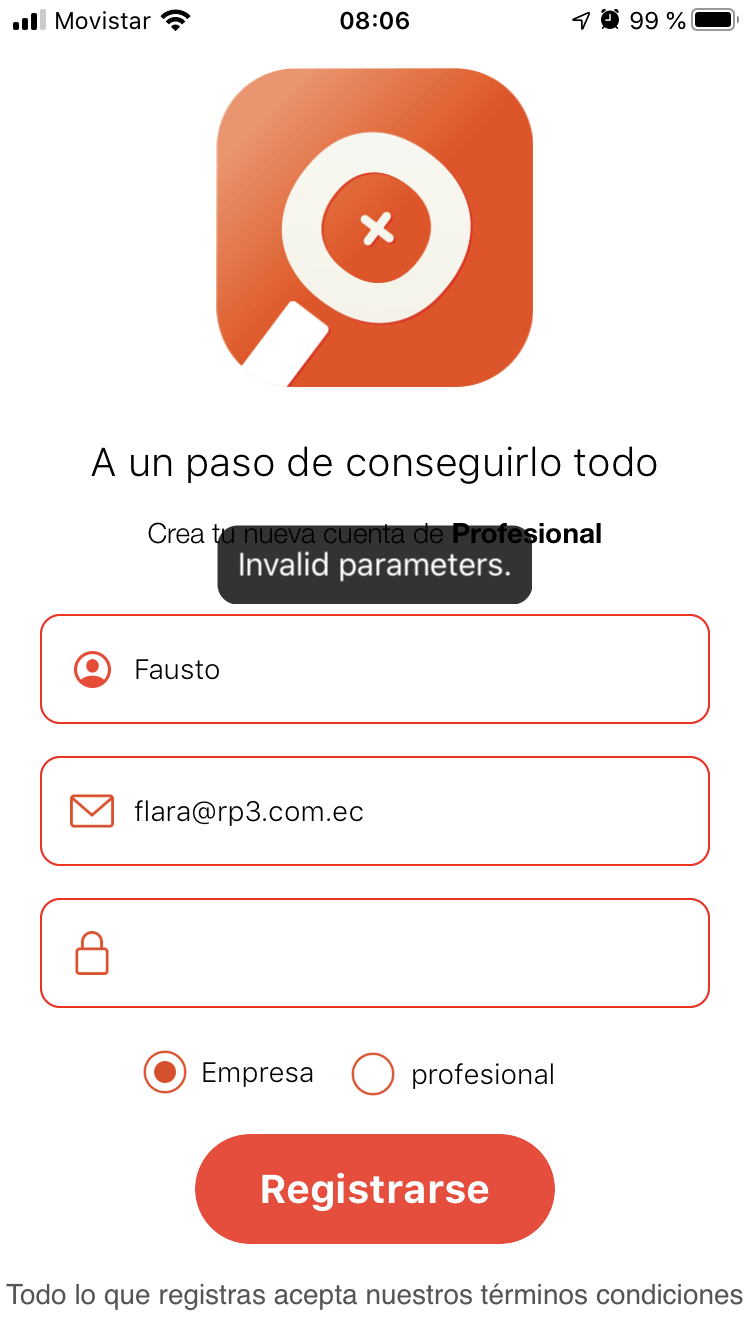 Movistar 08:06 99 %
A un paso de conseguirlo todo
Crea tu nueva cuenta de Profesional
Invalid parameters.
Fausto
flara@rp3.com.ec
Empresa profesional
Registrarse
Todo lo que registras acepta nuestros términos condiciones